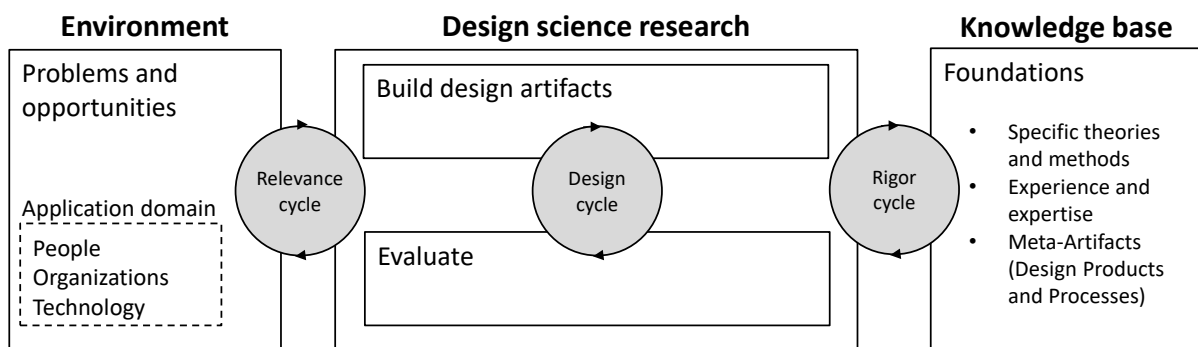 Environment
Design science research
Knowledge base
Problems and
opportunities
Application domain
People
Organizations
Technology
Relevance
cycle
Build design artifacts
Design
cycle
Evaluate
Rigor
cycle
Foundations
• Specific theories
and methods
• Experience and
expertise
• Meta-Artifacts
(Design Products
and Processes)